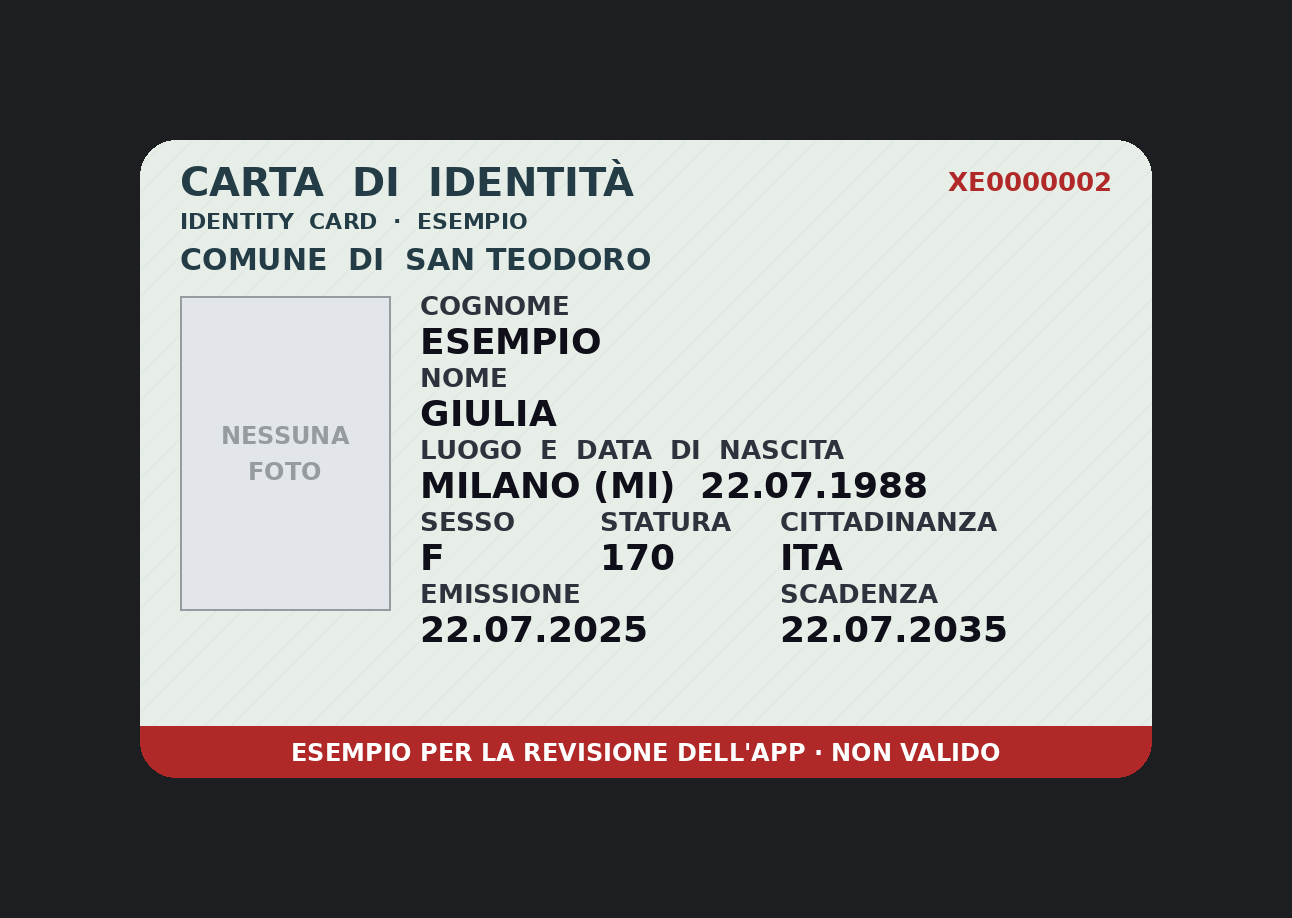 CARTA DI IDENTITÀ
XE0000002
IDENTITY CARD · ESEMPIO
COMUNE DI SAN TEODORO
NESSUNA
FOTO
COGNOME
ESEMPIO
NOME
GIULIA
LUOGO E DATA DI NASCITA
MILANO (MI) 22.07.1988
SESSO STATURA CITTADINANZA
F 170 ITA
EMISSIONE SCADENZA
22.07.2025 22.07.2035
ESEMPIO PER LA REVISIONE DELL'APP · NON VALIDO